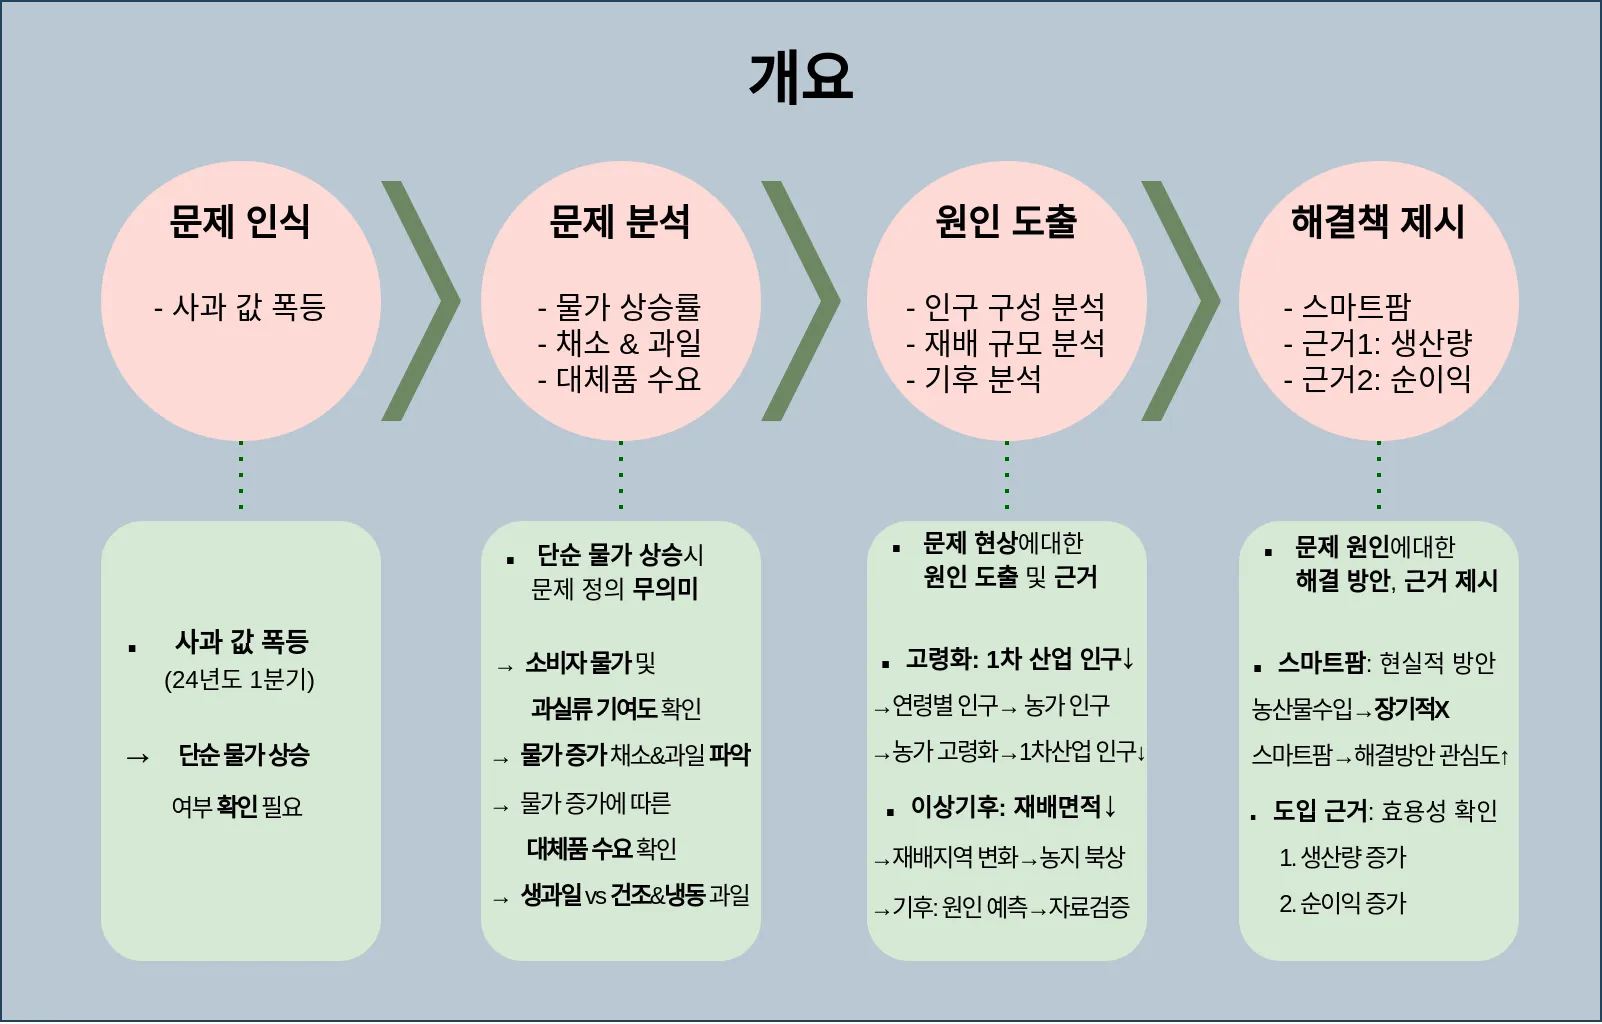 개요
문제 인식
- 사과 값 폭등
문제 분석
- 물가 상승률
- 채소 & 과일
- 대체품 수요
원인 도출
- 인구 구성 분석
- 재배 규모 분석
- 기후 분석
해결책 제시
- 스마트팜
- 근거1: 생산량
- 근거2: 순이익
▪ 사과 값 폭등
(24년도 1분기)
→ 단순 물가 상승
여부 확인 필요
▪ 단순 물가 상승시
문제 정의 무의미
→ 소비자 물가 및
과실류 기여도 확인
→ 물가 증가 채소&과일 파악
→ 물가 증가에 따른
대체품 수요 확인
→ 생과일 vs 건조&냉동 과일
▪ 문제 현상에대한
원인 도출 및 근거
▪ 고령화: 1차 산업 인구↓
→연령별 인구→ 농가 인구
→농가 고령화→1차산업 인구↓
▪ 이상기후: 재배면적↓
→재배지역 변화→농지 북상
→기후: 원인 예측→자료검증
▪ 문제 원인에대한
해결 방안, 근거 제시
▪ 스마트팜: 현실적 방안
농산물수입→장기적X
스마트팜→해결방안 관심도↑
▪ 도입 근거: 효용성 확인
1. 생산량 증가
2. 순이익 증가